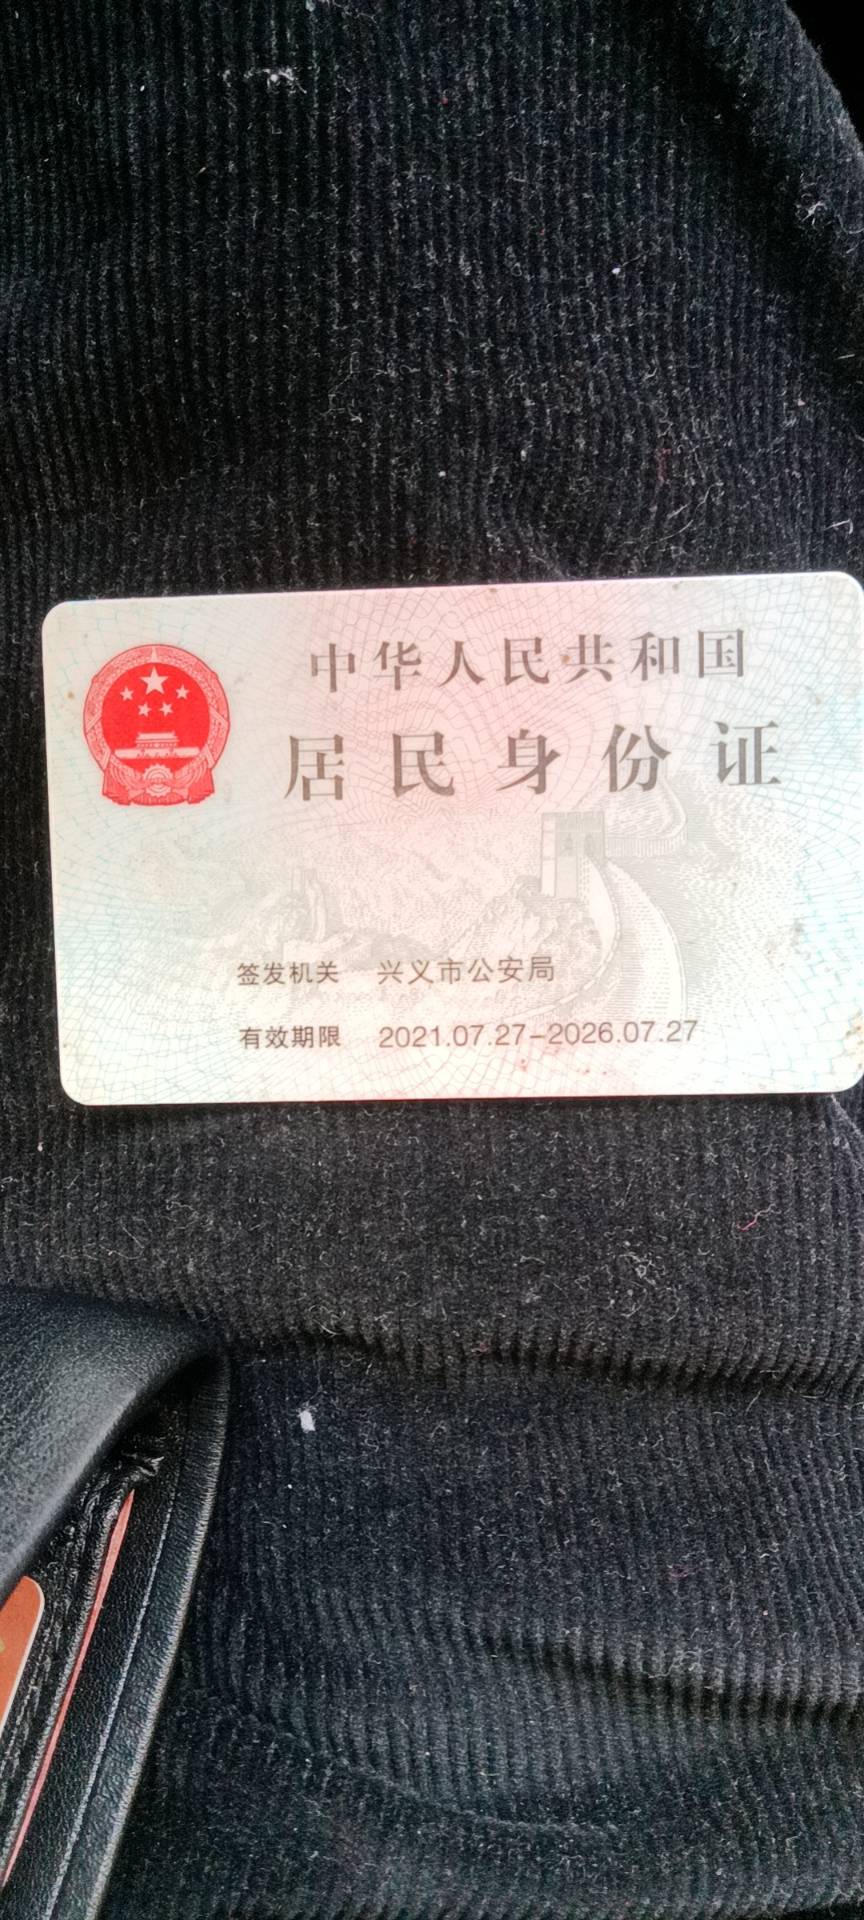 中华人民共和国
居民身份证
签发机关 兴义市公安局
有效期限 2021.07.27-2026.07.27